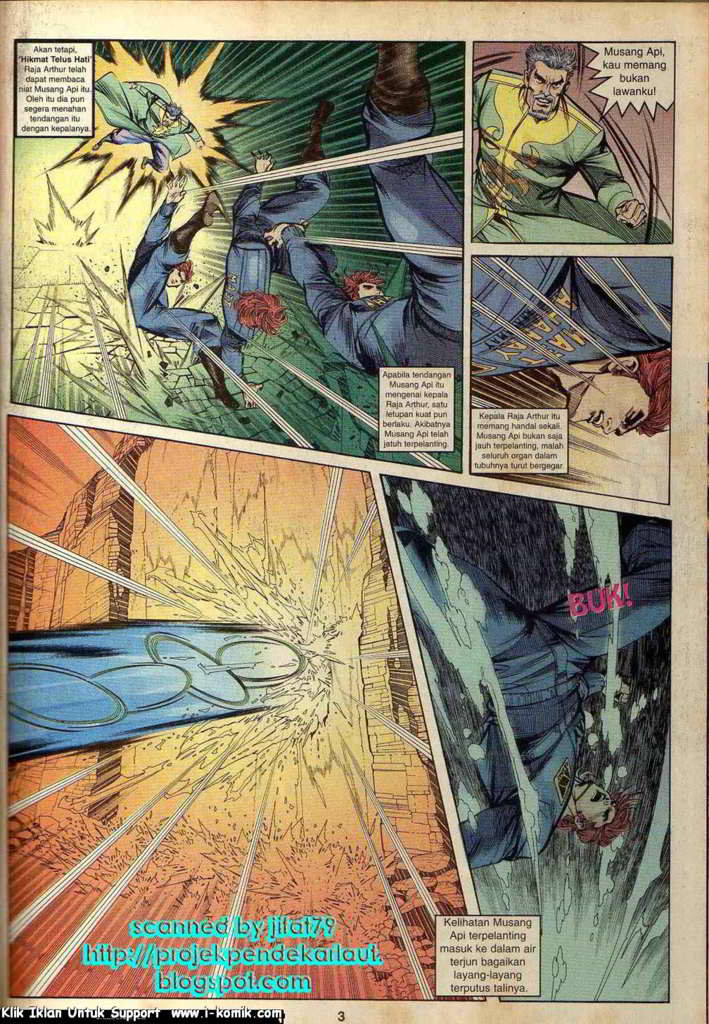 Akan tetapi,
'Hikmat Telus Hati'
Raja Arthur telah
dapat membaca
niat Musang Api itu.
Oleh itu dia pun
segera menahan
tendangan itu
dengan kepalanya.
Musang Api,
kau memang
bukan
lawanku!
Apabila tendangan
Musang Api itu
mengenai kepala
Raja Arthur, satu
letupan kuat pun
berlaku. Akibatnya
Musang Api telah
jatuh terpelanting.
Kepala Raja Arthur itu
memang handal sekali.
Musang Api bukan saja
jauh terpelanting, malah
seluruh organ dalam
tubuhnya turut bergegar.
BUK!
Kelihatan Musang
Api terpelanting
masuk ke dalam air
terjun bagaikan
layang-layang
terputus talinya.
scanned by jiiat79
http://projekpendekarlaut.
blogspot.com
Klik Iklan Untuk Support www.i-komik.com
3